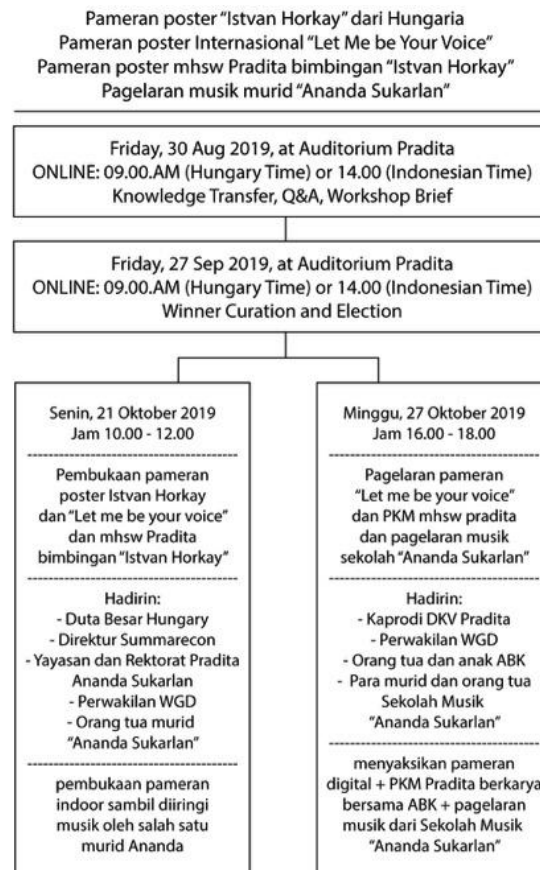 Pameran poster “Istvan Horkay” dari Hungaria
Pameran poster Internasional “Let Me be Your Voice”
Pameran poster mhsw Pradita bimbingan “Istvan Horkay”
Pagelaran musik murid “Ananda Sukarlan”
Friday, 30 Aug 2019, at Auditorium Pradita
ONLINE: 09.00.AM (Hungary Time) or 14.00 (Indonesian Time)
Knowledge Transfer, Q&A, Workshop Brief
Friday, 27 Sep 2019, at Auditorium Pradita
ONLINE: 09.00.AM (Hungary Time) or 14.00 (Indonesian Time)
Winner Curation and Election
Senin, 21 Oktober 2019
Jam 10.00 - 12.00
Pembukaan pameran
poster Istvan Horkay
dan “Let me be your voice”
dan mhsw Pradita
bimbingan “Istvan Horkay”
Hadirin:
- Duta Besar Hungary
- Direktur Summarecon
- Yayasan dan Rektorat Pradita
Ananda Sukarlan
- Perwakilan WGD
- Orang tua murid
“Ananda Sukarlan”
pembukaan pameran
indoor sambil diiringi
musik oleh salah satu
murid Ananda
Minggu, 27 Oktober 2019
Jam 16.00 - 18.00
Pagelaran pameran
“Let me be your voice”
dan PKM mhsw pradita
dan pagelaran musik
sekolah “Ananda Sukarlan”
Hadirin:
- Kaprodi DKV Pradita
- Perwakilan WGD
- Orang tua dan anak ABK
- Para murid dan orang tua
Sekolah Musik
“Ananda Sukarlan”
menyaksikan pameran
digital + PKM Pradita berkarya
bersama ABK + pagelaran
musik dari Sekolah Musik
“Ananda Sukarlan”